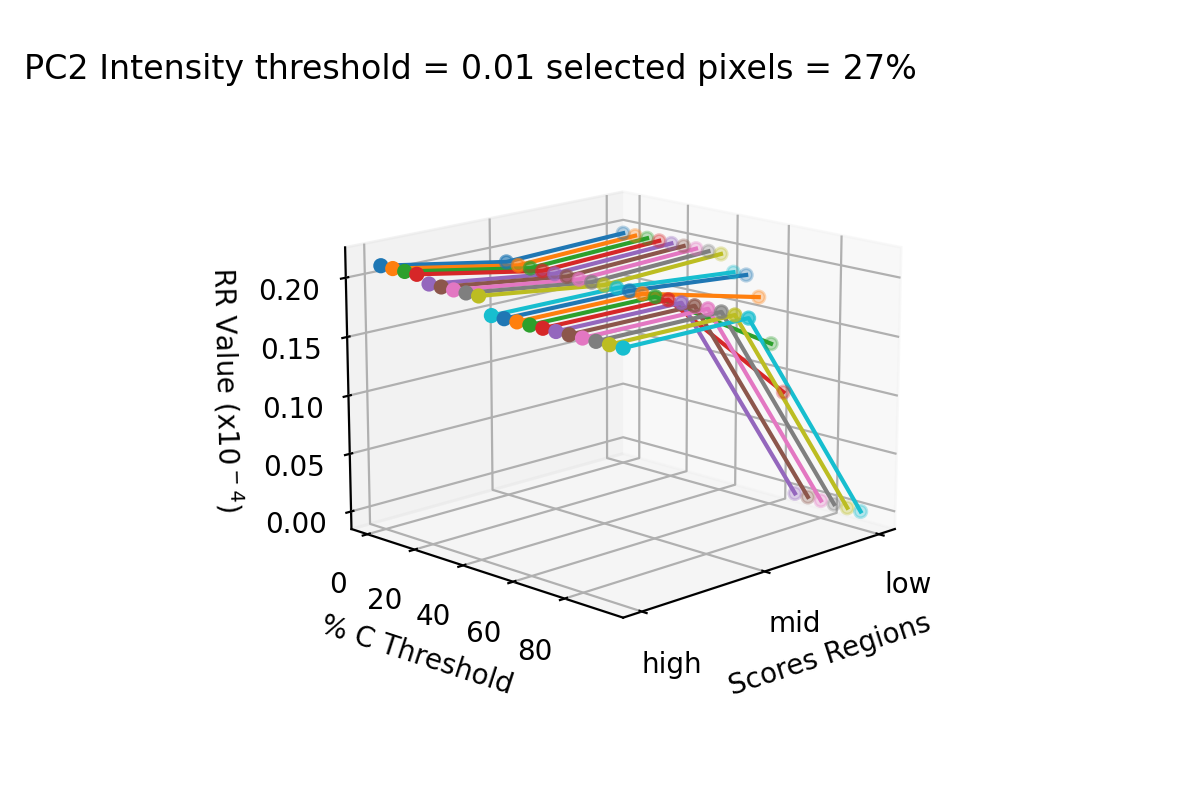 PC2 Intensity threshold = 0.01 selected pixels = 27%
RR Value (x10⁻⁴)
0.20
0.15
0.10
0.05
0.00
0
20
40
60
80
% C Threshold
high
mid
low
Scores Regions